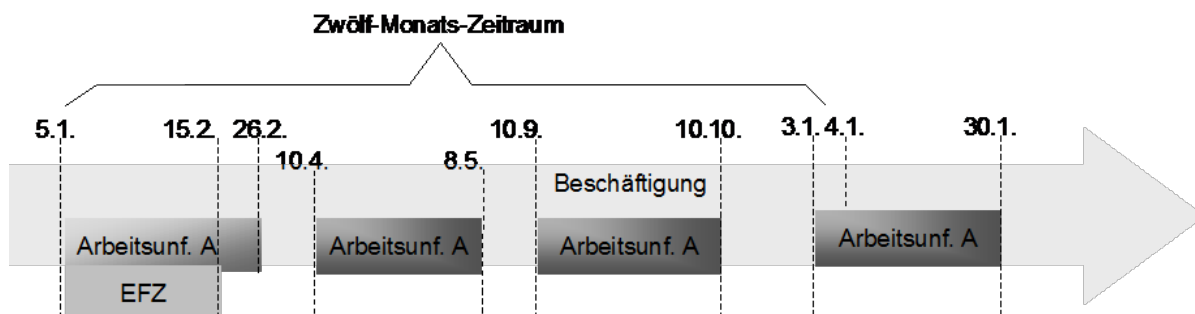 Zwölf-Monats-Zeitraum
5.1. 15.2. 26.2. 10.9. 10.10. 3.1. 4.1. 30.1.
10.4. 8.5.
Beschäftigung
Arbeitsunf. A Arbeitsunf. A Arbeitsunf. A Arbeitsunf. A
EFZ